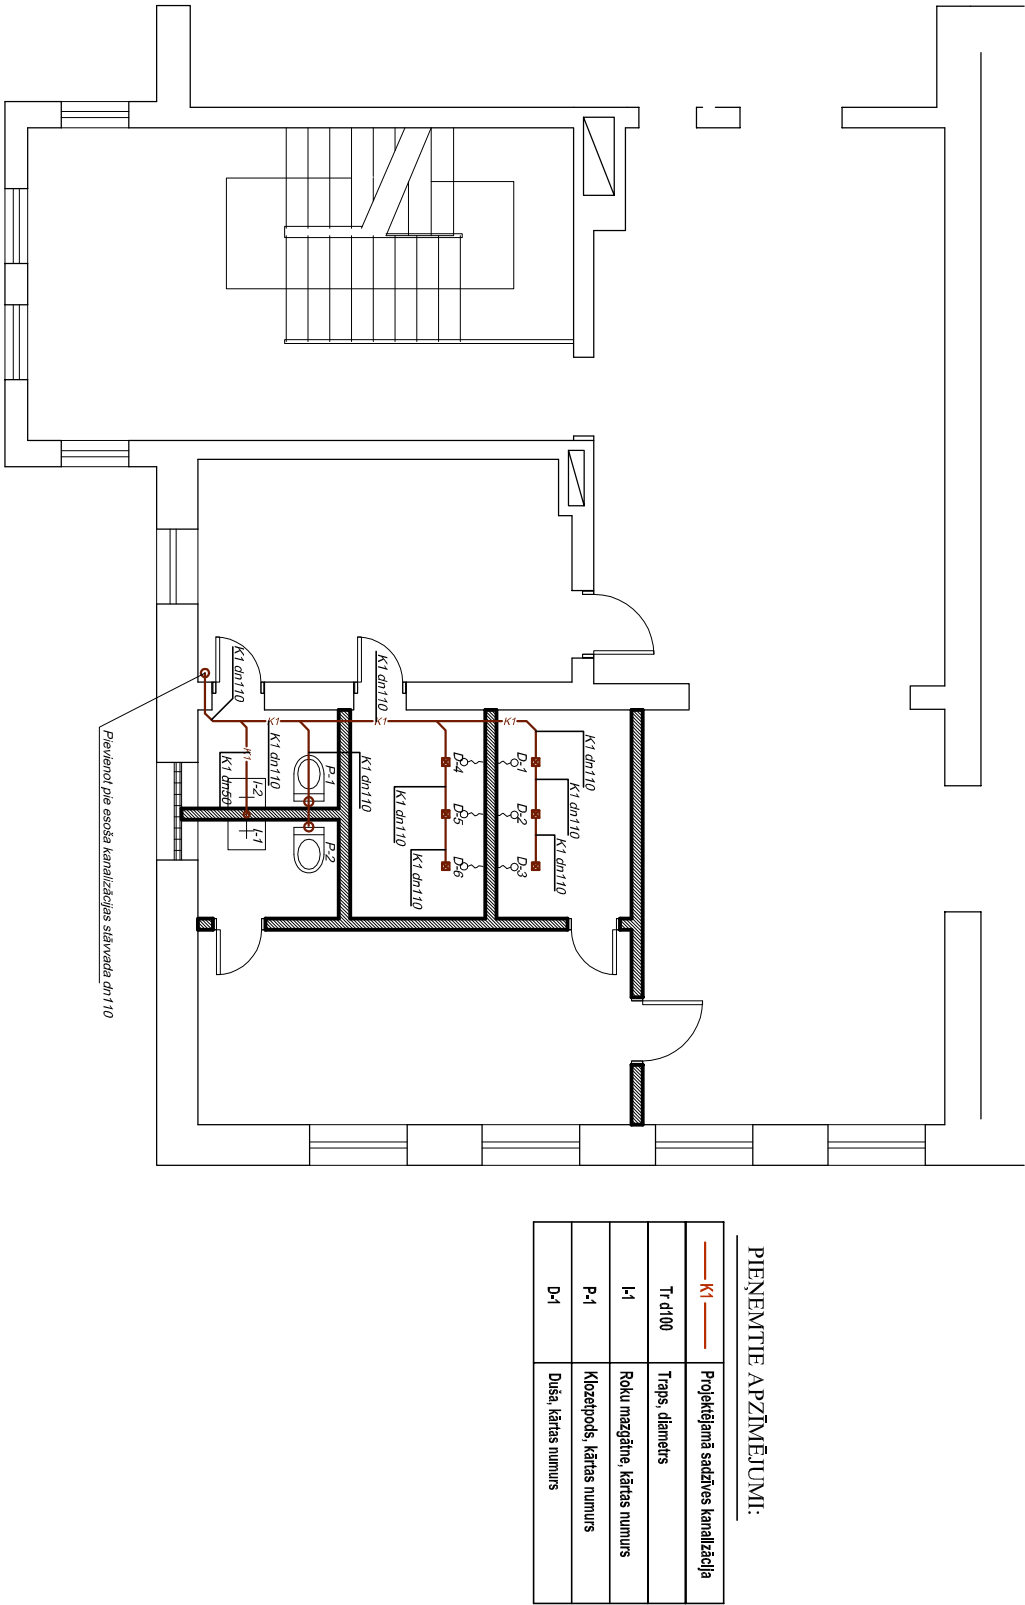 K1 dn110
K1 dn110
K1 dn110
K1
K1
K1
K1
K1 dn110
K1 dn50
K1 dn110
K1 dn110
K1 dn110
K1 dn110
K1 dn110
K1 dn110
D-1
D-2
D-3
D-4
D-5
D-6
P-1
P-2
I-2
I-1
Pievienot pie esoša kanalizācijas stāvvada dn110
PIEŅEMTIE APZĪMĒJUMI:
K1 Projektējamā sadzīves kanalizācija
Tr d100 Traps, diametrs
I-1 Roku mazgātne, kārtas numurs
P-1 Klozetpods, kārtas numurs
D-1 Duša, kārtas numurs